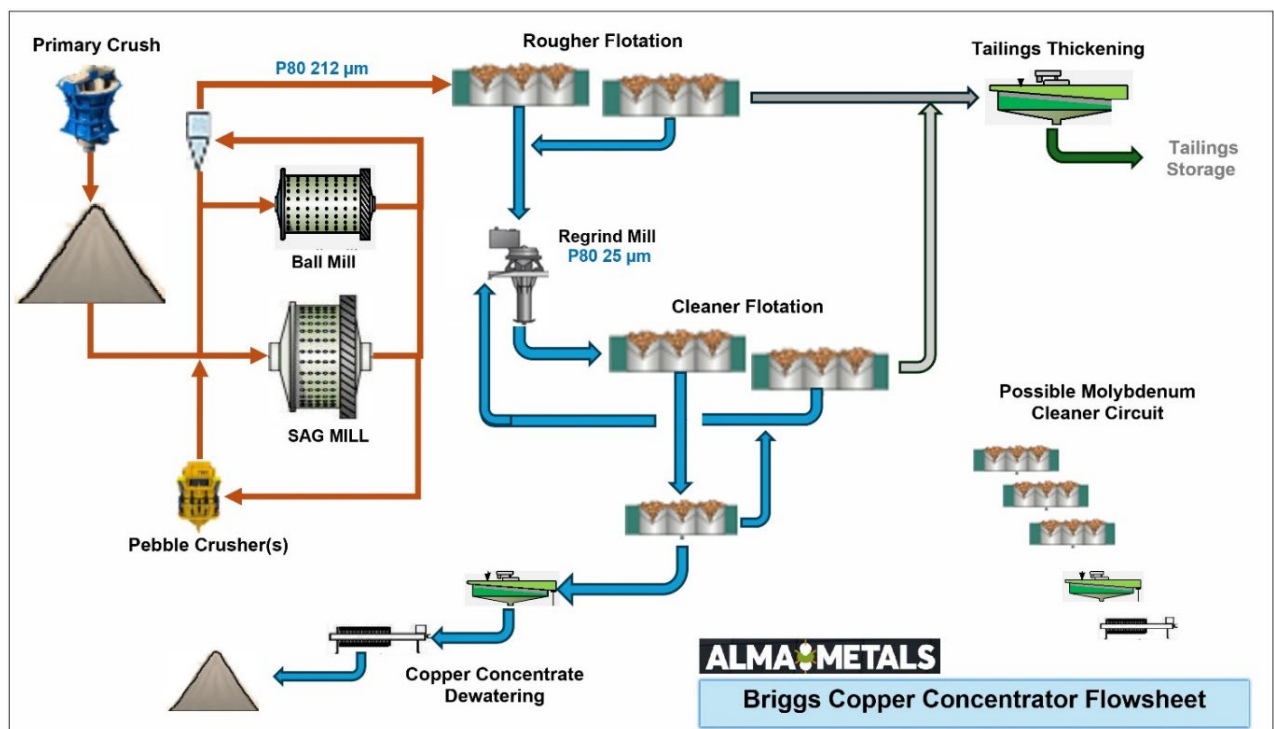 Primary Crush
P80 212 µm
Rougher Flotation
Tailings Thickening
Tailings
Storage
Ball Mill
Regrind Mill
P80 25 µm
SAG MILL
Cleaner Flotation
Possible Molybdenum
Cleaner Circuit
Pebble Crusher(s)
Copper Concentrate
Dewatering
ALMA METALS
Briggs Copper Concentrator Flowsheet